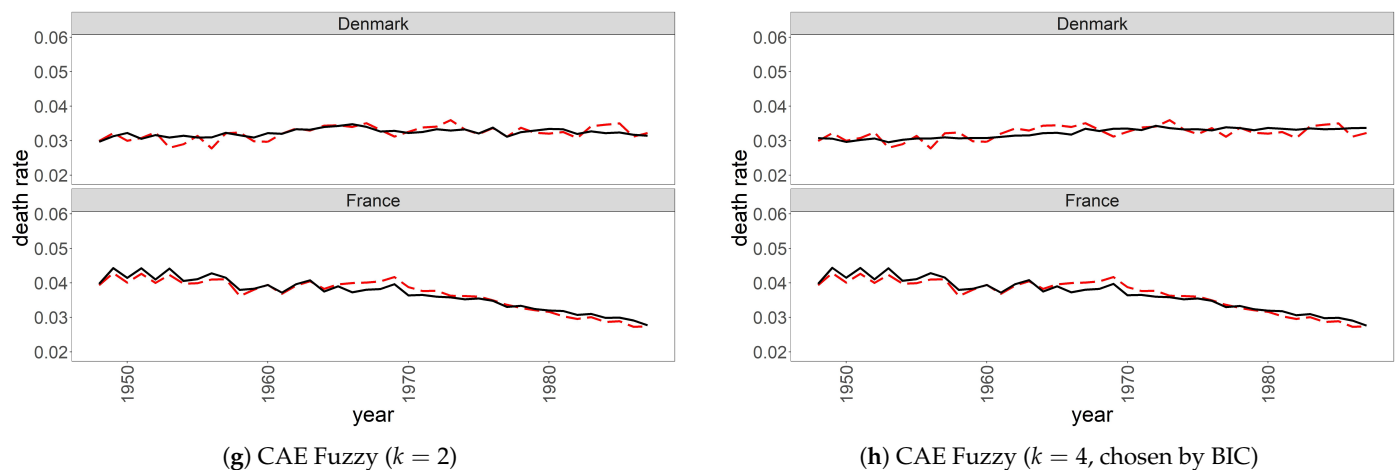 Denmark
0.06
0.05
0.04
0.03
0.02
France
0.06
0.05
0.04
0.03
0.02
death rate
1950
1960
1970
1980
year
(g) CAE Fuzzy (k = 2)
Denmark
0.06
0.05
0.04
0.03
0.02
France
0.06
0.05
0.04
0.03
0.02
death rate
1950
1960
1970
1980
year
(h) CAE Fuzzy (k = 4, chosen by BIC)